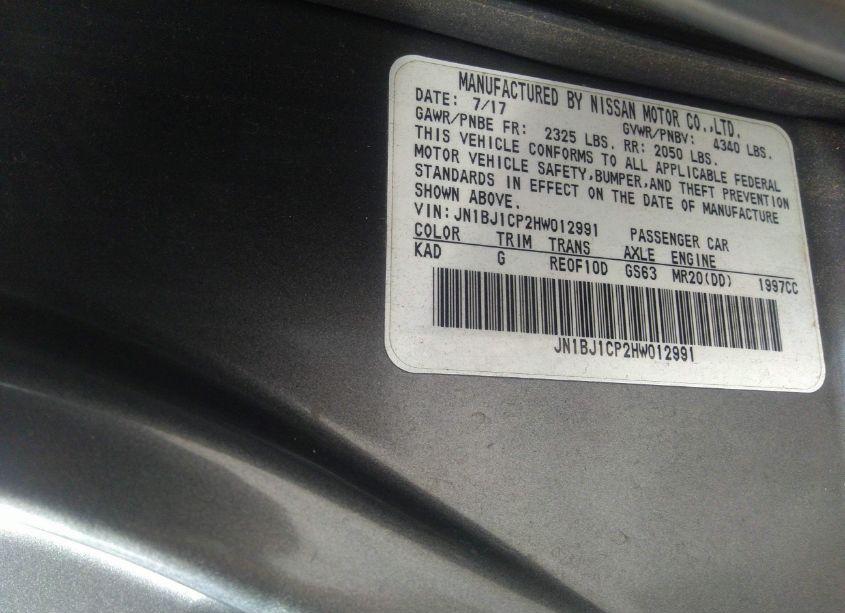 MANUFACTURED BY NISSAN MOTOR CO.,LTD.
DATE: 7/17 GVWR/PNBV: 4340 LBS.
GAWR/PNBE FR: 2325 LBS. RR: 2050 LBS.
THIS VEHICLE CONFORMS TO ALL APPLICABLE FEDERAL
MOTOR VEHICLE SAFETY,BUMPER,AND THEFT PREVENTION
STANDARDS IN EFFECT ON THE DATE OF MANUFACTURE
SHOWN ABOVE.
VIN:JN1BJ1CP2HW012991 PASSENGER CAR
COLOR TRIM TRANS AXLE ENGINE
KAD G RE0F10D GS63 MR20(DD) 1997CC
JN1BJ1CP2HW012991